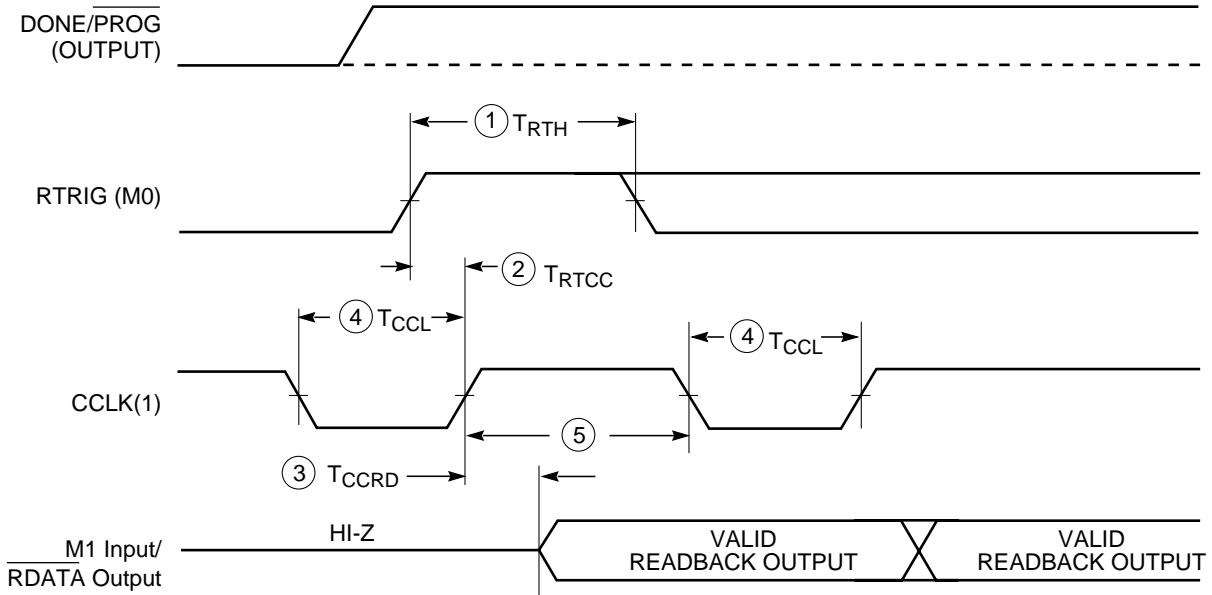 DONE/PROG
(OUTPUT)
1 TRTH
RTRIG (M0)
2 TRTCC
4 TCCL
4 TCCL
CCLK(1)
5
3 TCCRD
HI-Z
M1 Input/
RDATA Output
VALID
READBACK OUTPUT
VALID
READBACK OUTPUT